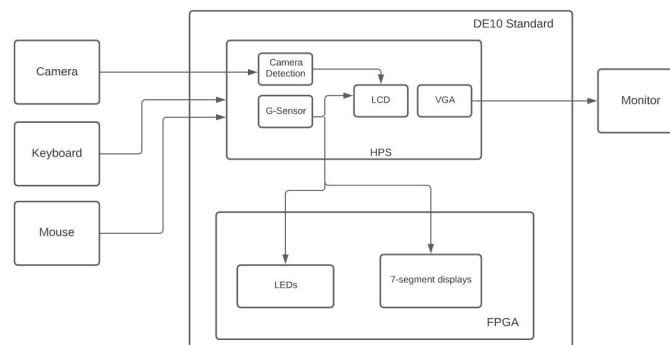 DE10 Standard
Camera
Camera
Detection
LCD
VGA
Monitor
G-Sensor
Keyboard
HPS
Mouse
LEDs
7-segment displays
FPGA